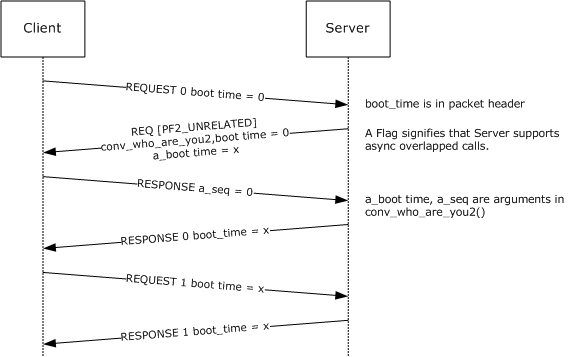 Client
Server
REQUEST 0 boot time = 0
boot_time is in packet header
REQ [PF2_UNRELATED]
conv_who_are_you2,boot time = 0
a_boot time = x
A Flag signifies that Server supports
async overlapped calls.
RESPONSE a_seq = 0
a_boot time, a_seq are arguments in
conv_who_are_you2()
RESPONSE 0 boot_time = x
REQUEST 1 boot time = x
RESPONSE 1 boot_time = x